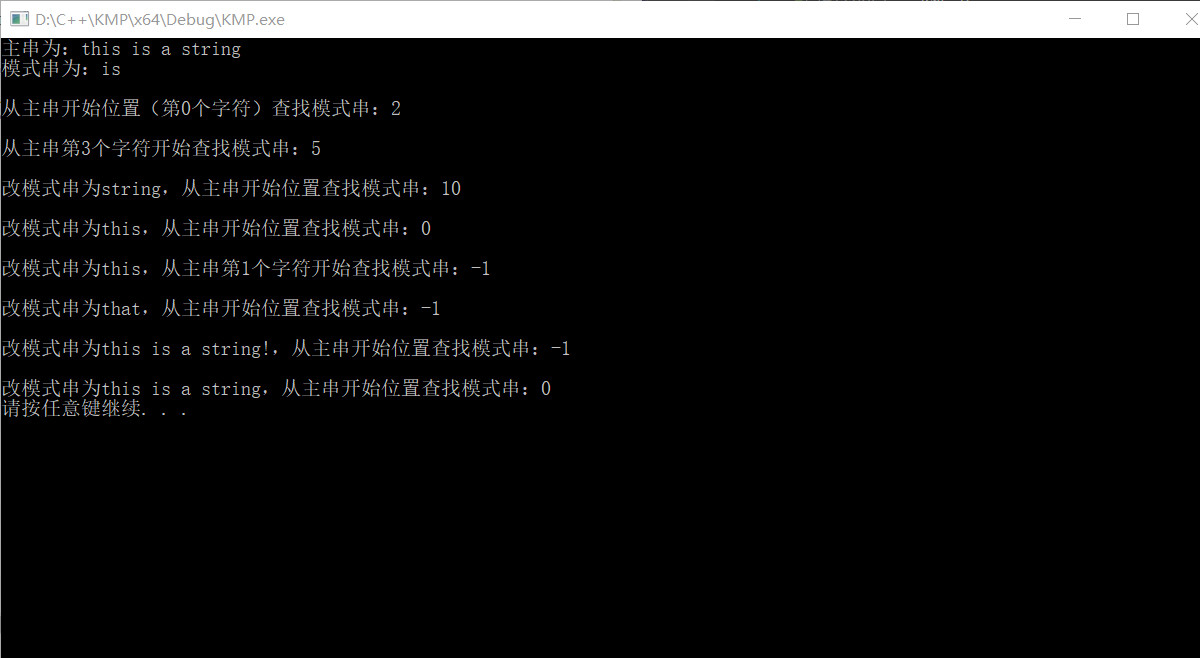 D:\C++\KMP\x64\Debug\KMP.exe
主串为：this is a string
模式串为：is
从主串开始位置（第0个字符）查找模式串：2
从主串第3个字符开始查找模式串：5
改模式串为string，从主串开始位置查找模式串：10
改模式串为this，从主串开始位置查找模式串：0
改模式串为this，从主串第1个字符开始查找模式串：-1
改模式串为that，从主串开始位置查找模式串：-1
改模式串为this is a string!，从主串开始位置查找模式串：-1
改模式串为this is a string，从主串开始位置查找模式串：0
请按任意键继续. . .